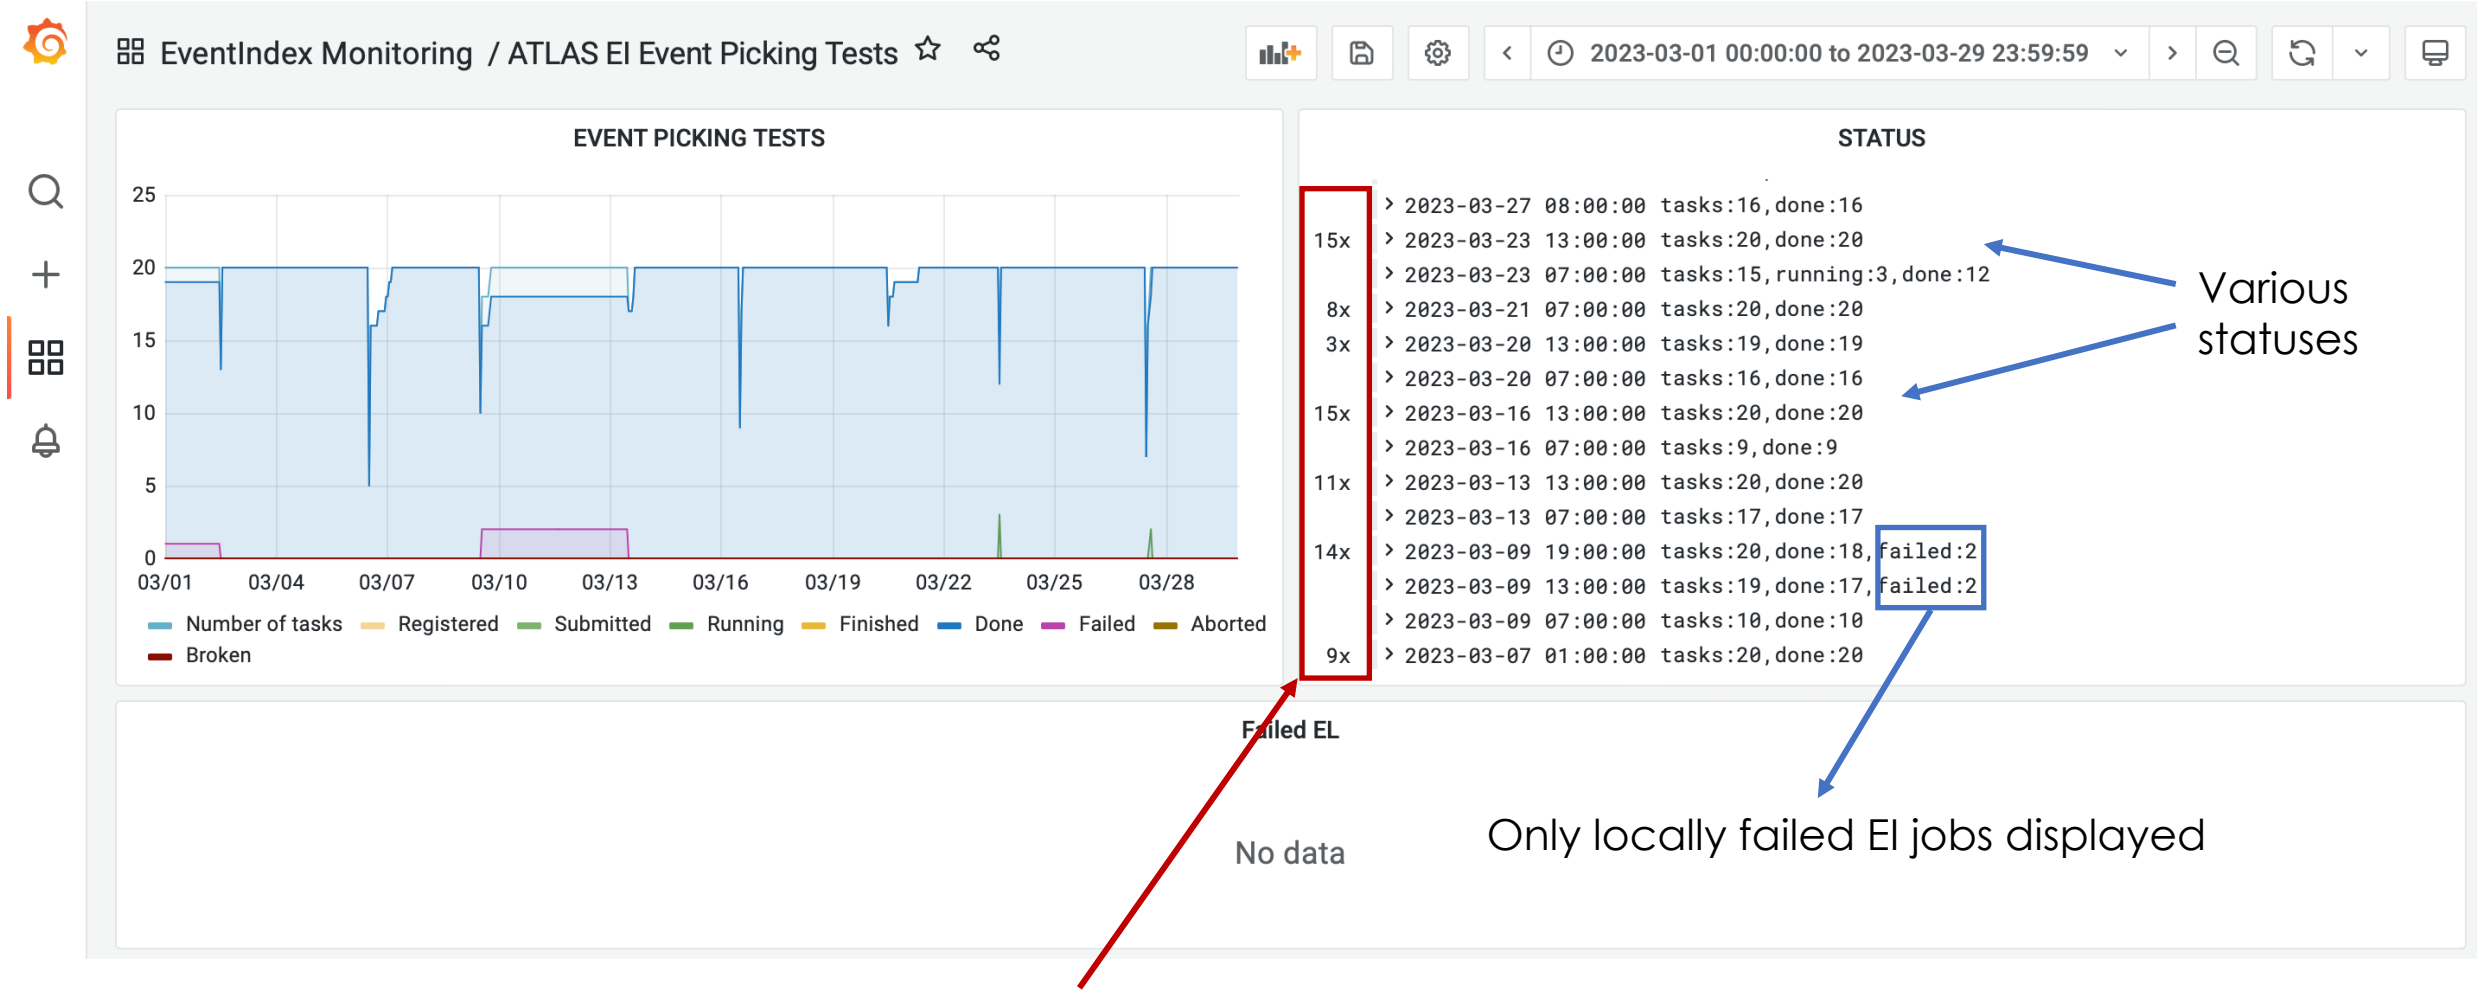 EventIndex Monitoring / ATLAS EI Event Picking Tests
2023-03-01 00:00:00 to 2023-03-29 23:59:59
EVENT PICKING TESTS
25
20
15
10
5
0
03/01 03/04 03/07 03/10 03/13 03/16 03/19 03/22 03/25 03/28
Number of tasks Registered Submitted Running Finished Done Failed Aborted
Broken
STATUS
2023-03-27 08:00:00 tasks:16,done:16
15x 2023-03-23 13:00:00 tasks:20,done:20
2023-03-23 07:00:00 tasks:15,running:3,done:12
8x 2023-03-21 07:00:00 tasks:20,done:20
3x 2023-03-20 13:00:00 tasks:19,done:19
2023-03-20 07:00:00 tasks:16,done:16
15x 2023-03-16 13:00:00 tasks:20,done:20
2023-03-16 07:00:00 tasks:9,done:9
11x 2023-03-13 13:00:00 tasks:20,done:20
2023-03-13 07:00:00 tasks:17,done:17
14x 2023-03-09 19:00:00 tasks:20,done:18,failed:2
2023-03-09 13:00:00 tasks:19,done:17,failed:2
2023-03-09 07:00:00 tasks:10,done:10
9x 2023-03-07 01:00:00 tasks:20,done:20
Various
statuses
Failed EL
No data
Only locally failed EI jobs displayed